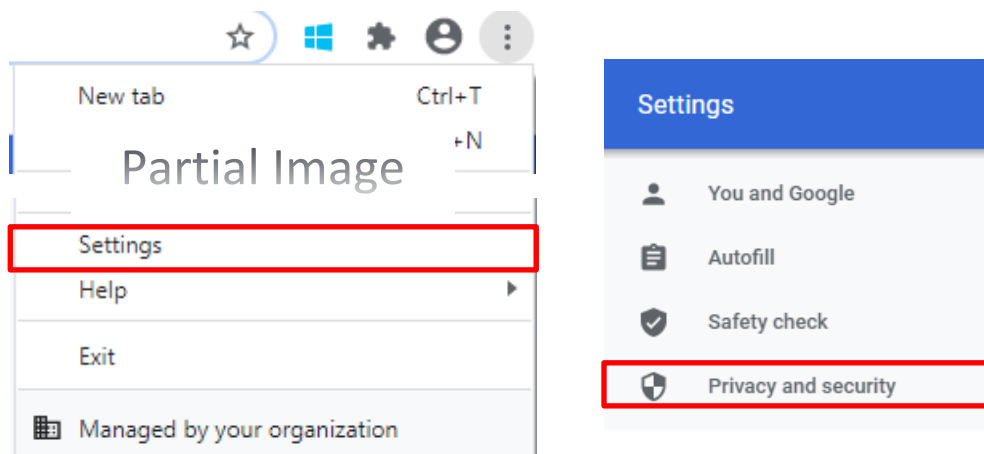 New tab Ctrl+T
+N
Partial Image
Settings
Help
Exit
Managed by your organization
Settings
You and Google
Autofill
Safety check
Privacy and security